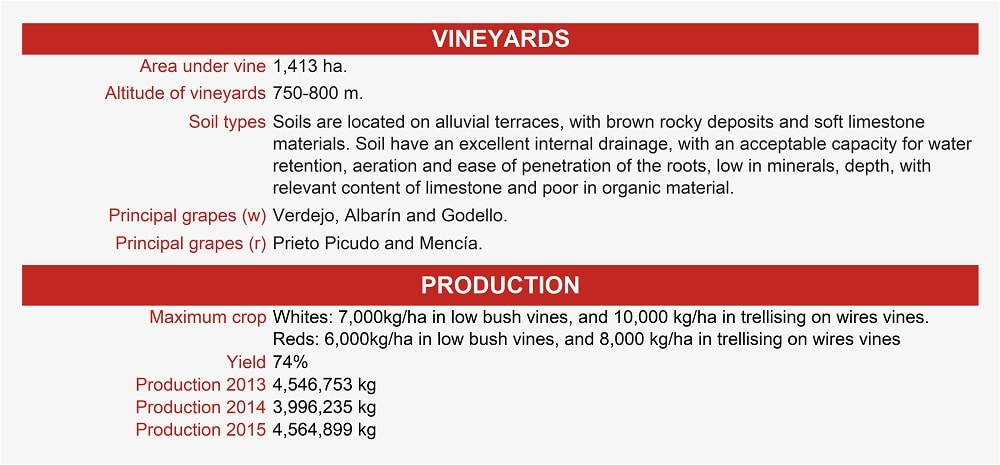 VINEYARDS
Area under vine 1,413 ha.
Altitude of vineyards 750-800 m.
Soil types Soils are located on alluvial terraces, with brown rocky deposits and soft limestone
materials. Soil have an excellent internal drainage, with an acceptable capacity for water
retention, aeration and ease of penetration of the roots, low in minerals, depth, with
relevant content of limestone and poor in organic material.
Principal grapes (w) Verdejo, Albarín and Godello.
Principal grapes (r) Prieto Picudo and Mencía.
PRODUCTION
Maximum crop Whites: 7,000kg/ha in low bush vines, and 10,000 kg/ha in trellising on wires vines.
Reds: 6,000kg/ha in low bush vines, and 8,000 kg/ha in trellising on wires vines
Yield 74%
Production 2013 4,546,753 kg
Production 2014 3,996,235 kg
Production 2015 4,564,899 kg